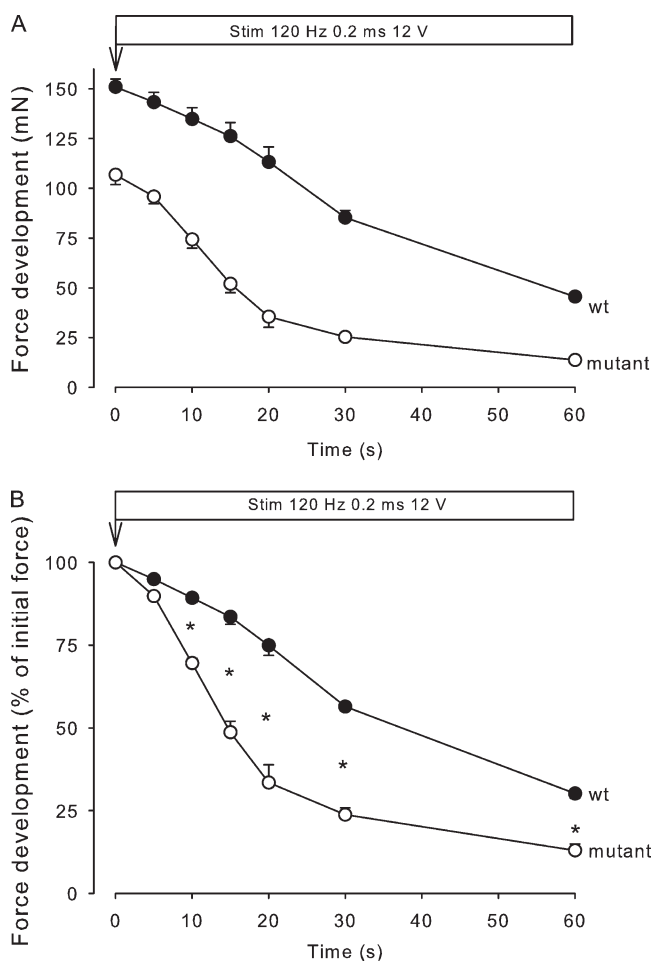 A
Stim 120 Hz 0.2 ms 12 V
Force development (mN)
150
125
100
75
50
25
0
wt
mutant
0 10 20 30 40 50 60
Time (s)
B
Stim 120 Hz 0.2 ms 12 V
Force development (% of initial force)
100
75
50
25
0
*
*
*
*
*
wt
mutant
0 10 20 30 40 50 60
Time (s)